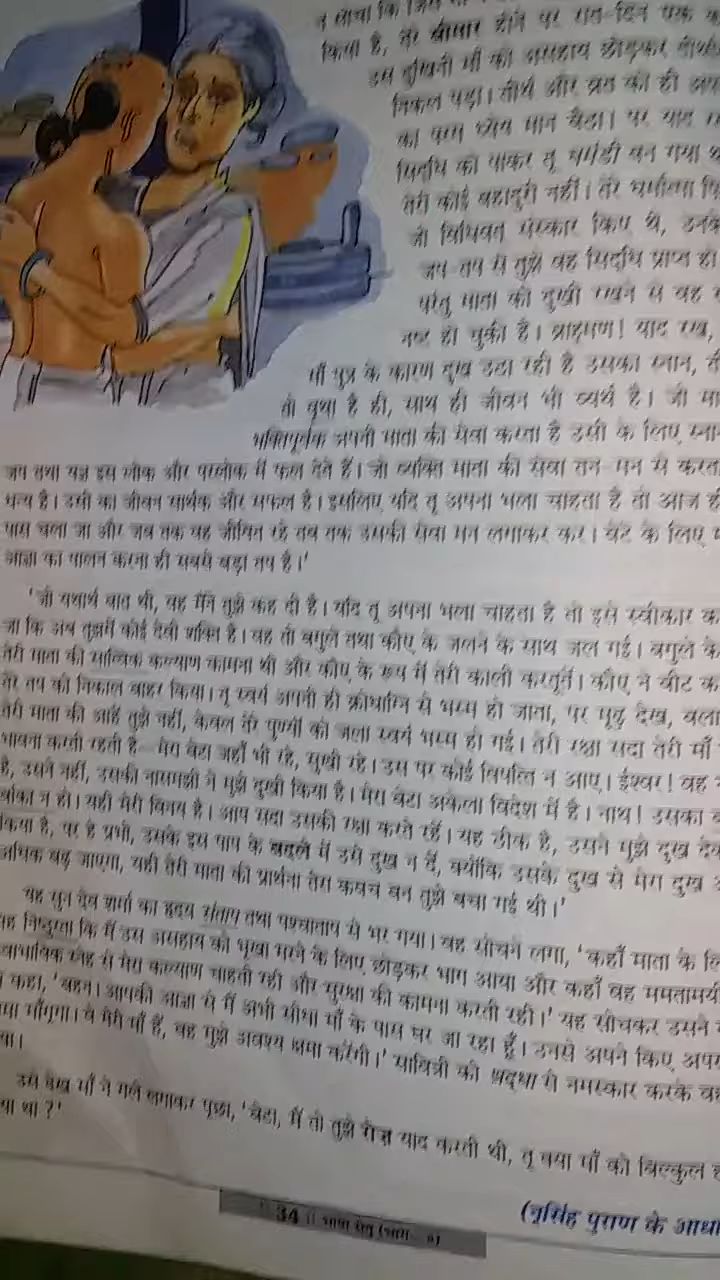 किया है, तेरे बीमार होने पर रात-दिन एक क
उस दुखिनी माँ को असहाय छोड़कर तीर्थ
निकल पड़ा। तीर्थ और व्रत को ही अप
का परम ध्येय मान बैठा। पर याद र
सिद्धि को पाकर तू घमंडी बन गया थ
तेरी कोई बहादुरी नहीं। तेरे धर्मात्मा पि
जो विधिवत संस्कार किए थे, उनके
जप-तप से तुझे वह सिद्धि प्राप्त हो
परंतु माता को दुखी रखने से वह
नष्ट हो चुकी है। ब्राह्मण! याद रख,
माँ पुत्र के कारण दुख उठा रही है उसका स्नान, ती
तो वृथा है ही, साथ ही जीवन भी व्यर्थ है। जो मा
भक्तिपूर्वक अपनी माता की सेवा करता है उसी के लिए स्ना
जप तथा यज्ञ इस लोक और परलोक में फल देते हैं। जो व्यक्ति माता की सेवा तन-मन से करता
धन्य है। उसी का जीवन सार्थक और सफल है। इसलिए यदि तू अपना भला चाहता है तो आज ही
पास चला जा और जब तक वह जीवित रहे तब तक उसकी सेवा मन लगाकर कर। बेटे के लिए म
आज्ञा का पालन करना ही सबसे बड़ा तप है।'
'जो यथार्थ बात थी, वह मैंने तुझे कह दी है। यदि तू अपना भला चाहता है तो इसे स्वीकार क
जा कि अब तुझमें कोई दैवी शक्ति है। वह तो बगुले तथा कौए के जलने के साथ जल गई। बगुले के
तेरी माता की सात्विक कल्याण कामना थी और कौए के रूप में तेरी काली करतूतें। कौए ने बीट क
तेरे तप को निकाल बाहर किया। तू स्वयं अपनी ही क्रोधाग्नि से भस्म हो जाता, पर मूढ़ देख, बला
तेरी माता की आहें तुझे नहीं, केवल तेरे पुण्यों को जला स्वयं भस्म हो गई। तेरी रक्षा सदा तेरी माँ
भावना करती रहती है— मेरा बेटा जहाँ भी रहे, सुखी रहे। उस पर कोई विपत्ति न आए। ईश्वर! वह
है, उसने नहीं, उसकी नासमझी ने मुझे दुखी किया है। मेरा बेटा अकेला विदेश में है। नाथ! उसका
बाँका न हो। यही मेरी विनय है। आप सदा उसकी रक्षा करते रहें। यह ठीक है, उसने मुझे दुख देक
किया है, पर हे प्रभो, उसके इस पाप के बदले में उसे दुख न दें, क्योंकि उसके दुख से मेरा दुख
अधिक बढ़ जाएगा, यही तेरी माता की प्रार्थना तेरा कवच बन तुझे बचा गई थी।'
यह सुन देव शर्मा का हृदय संताप तथा पश्चाताप से भर गया। वह सोचने लगा, 'कहाँ माता के लि
यह निष्ठुरता कि मैं उस असहाय को भूखा मरने के लिए छोड़कर भाग आया और कहाँ वह ममतामयी
स्वाभाविक स्नेह से मेरा कल्याण चाहती रही और सुरक्षा की कामना करती रही।' यह सोचकर उसने
कहा, 'बहन। आपकी आज्ञा से मैं अभी सीधा माँ के पास घर जा रहा हूँ। उनसे अपने किए अप
माँगूगा। वे मेरी माँ हैं, वह मुझे अवश्य क्षमा करेंगी।' सावित्री को श्रद्धा से नमस्कार करके वह
उसे देख माँ ने गले लगाकर पूछा, 'बेटा, मैं तो तुझे रोज़ याद करती थी, तू क्या माँ को बिल्कुल
या था?'
(नृसिंह पुराण के आधा
34